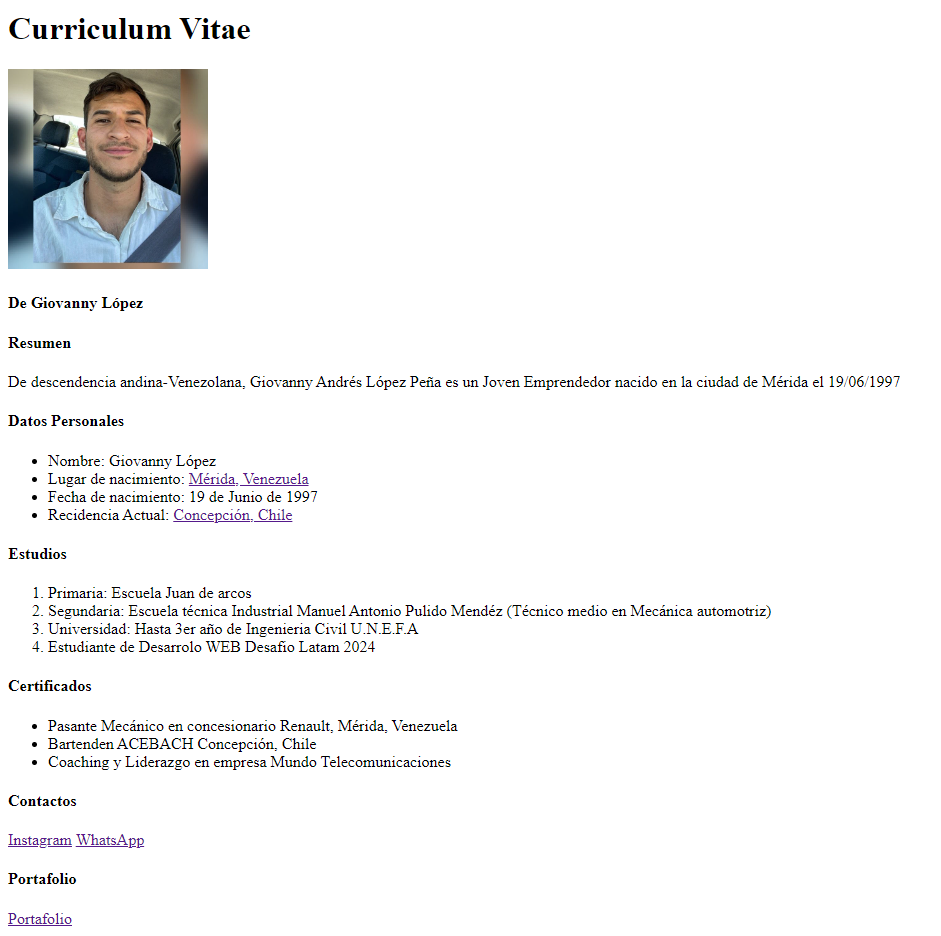 Curriculum Vitae
De Giovanny López
Resumen
De descendencia andina-Venezolana, Giovanny Andrés López Peña es un Joven Emprendedor nacido en la ciudad de Mérida el 19/06/1997
Datos Personales
• Nombre: Giovanny López
• Lugar de nacimiento: Mérida, Venezuela
• Fecha de nacimiento: 19 de Junio de 1997
• Recidencia Actual: Concepción, Chile
Estudios
1. Primaria: Escuela Juan de arcos
2. Segundaria: Escuela técnica Industrial Manuel Antonio Pulido Mendéz (Técnico medio en Mecánica automotriz)
3. Universidad: Hasta 3er año de Ingenieria Civil U.N.E.F.A
4. Estudiante de Desarrolo WEB Desafio Latam 2024
Certificados
• Pasante Mecánico en concesionario Renault, Mérida, Venezuela
• Bartenden ACEBACH Concepción, Chile
• Coaching y Liderazgo en empresa Mundo Telecomunicaciones
Contactos
Instagram WhatsApp
Portafolio
Portafolio